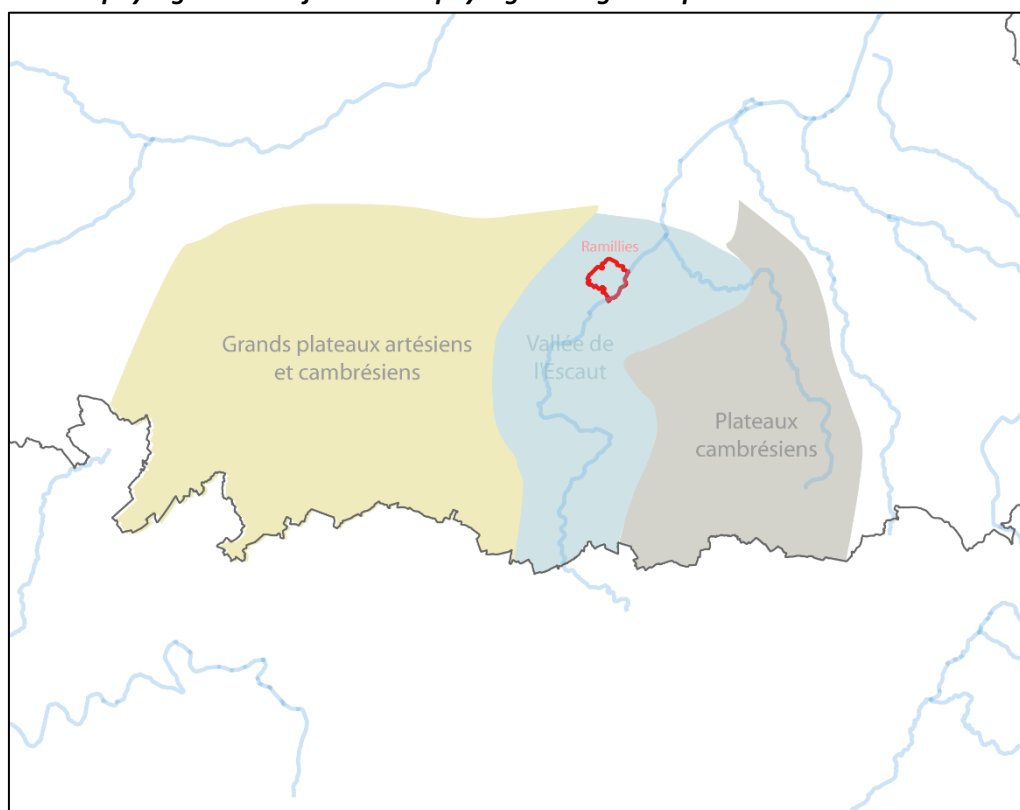 Ramillies
Grands plateaux artésiens
et cambrésiens
Vallée de
l'Escaut
Plateaux
cambrésiens